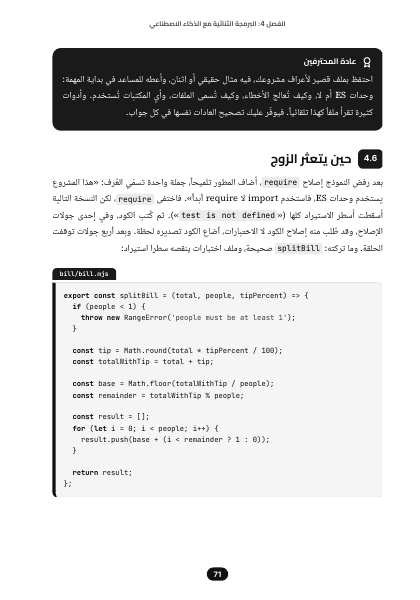 الفصل 4: البرمجة الثنائية مع الذكاء الاصطناعي
عادة المحترفين
احتفظ بملف قصير لأعراف مشروعك، فيه مثال حقيقي أو اثنان، وأعطه للمساعد في بداية المهمة:
وحدات ES أم لا، وكيف تُعالج الأخطاء، وكيف تُسمى الملفات، وأي المكتبات تُستخدم. وأدوات
كثيرة تقرأ ملفاً كهذا تلقائياً. فيوفّر عليك تصحيح العادات نفسها في كل جواب.
4.6 حين يتعثر الزوج
بعد رفض النموذج إصلاح require، أضاف المطور تلميحاً، جملة واحدة تسمّي العُرف: «هذا المشروع
يستخدم وحدات ES، فاستخدم import لا require أبداً». فاختفى require، لكن النسخة التالية
أسقطت أسطر الاستيراد كلها («test is not defined»). ثم كُتب الكود، وفي إحدى جولات
الإصلاح، وقد طُلب منه إصلاح الكود لا الاختبارات، أضاع الكود تصديره لحظة. وبعد أربع جولات توقفت
الحلقة. وما تركته: splitBill صحيحة، وملف اختبارات ينقصه سطرا استيراد:
bill/bill.mjs
export const splitBill = (total, people, tipPercent) => {
  if (people < 1) {
    throw new RangeError('people must be at least 1');
  }
  const tip = Math.round(total * tipPercent / 100);
  const totalWithTip = total + tip;
  const base = Math.floor(totalWithTip / people);
  const remainder = totalWithTip % people;
  const result = [];
  for (let i = 0; i < people; i++) {
    result.push(base + (i < remainder ? 1 : 0));
  }
  return result;
};
71